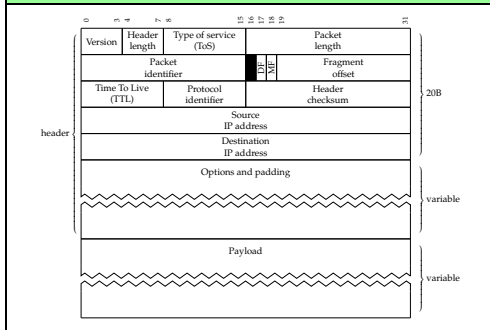 0 3 4 7 8 15 16 17 18 19 31
Version Header length Type of service (ToS) Packet length
Packet identifier DF MF Fragment offset
Time To Live (TTL) Protocol identifier Header checksum
20B
Source IP address
header
Destination IP address
Options and padding
variable
Payload
variable